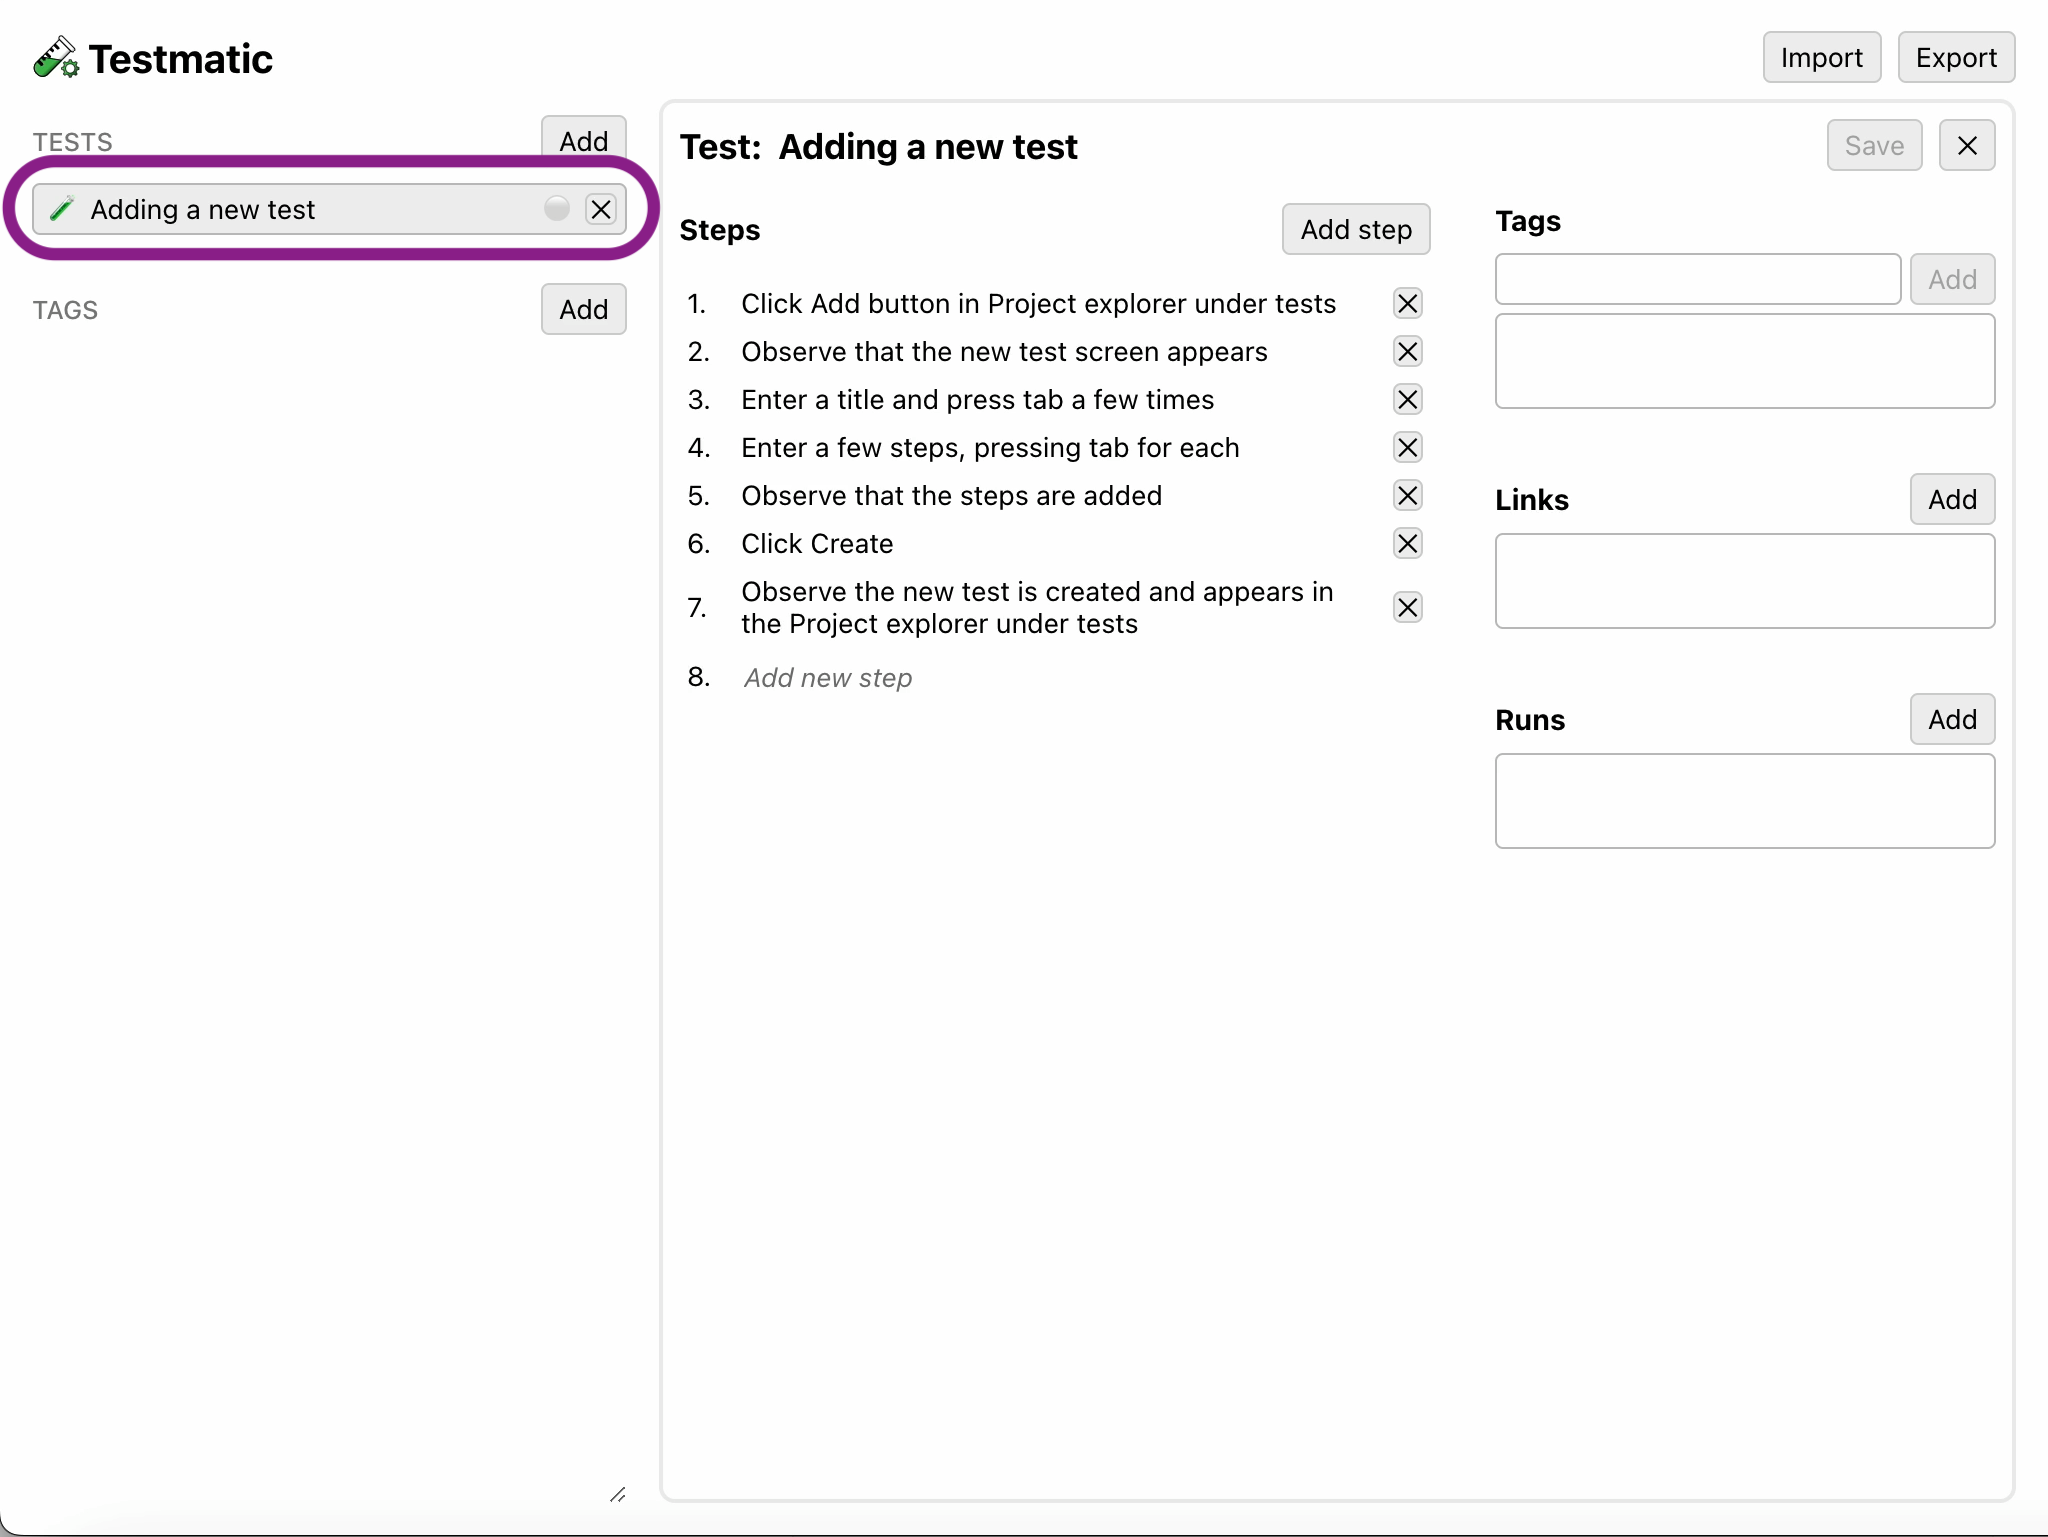 Testmatic
Import Export
TESTS Add
Adding a new test
TAGS Add
Test: Adding a new test
Save
Steps Add step
1. Click Add button in Project explorer under tests
2. Observe that the new test screen appears
3. Enter a title and press tab a few times
4. Enter a few steps, pressing tab for each
5. Observe that the steps are added
6. Click Create
7. Observe the new test is created and appears in
the Project explorer under tests
8. Add new step
Tags
Add
Links Add
Runs Add